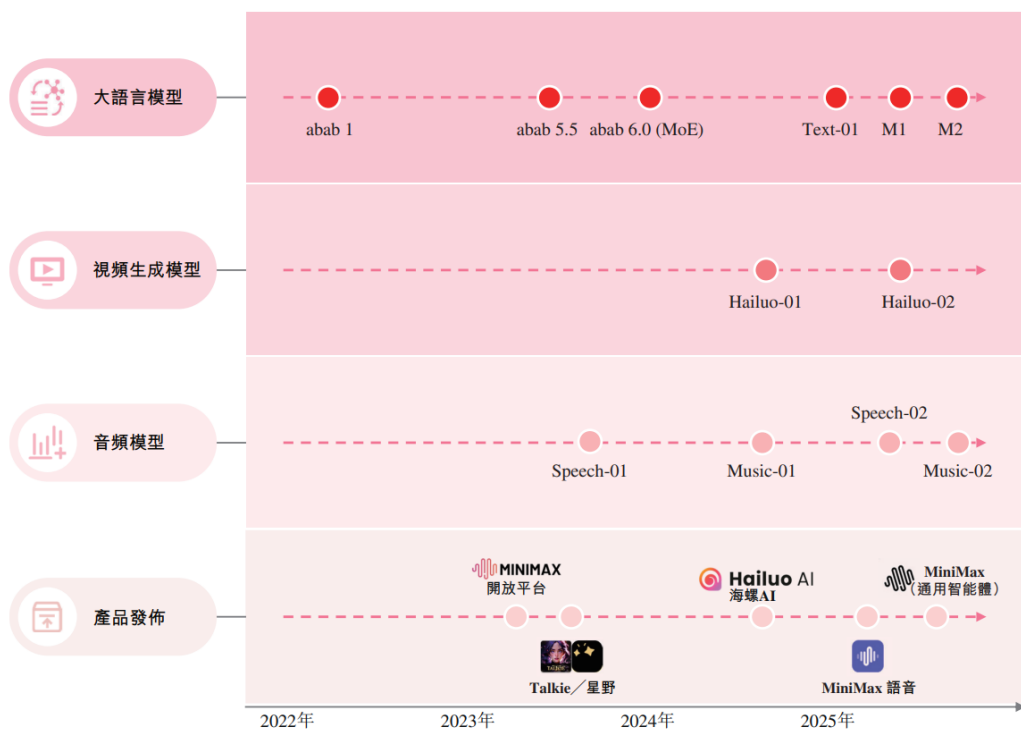 大語言模型
abab 1
abab 5.5
abab 6.0 (MoE)
Text-01
M1
M2
視頻生成模型
Hailuo-01
Hailuo-02
音頻模型
Speech-01
Music-01
Speech-02
Music-02
產品發佈
MINIMAX
開放平台
Talkie／星野
Hailuo AI
海螺AI
MiniMax 語音
MiniMax
（通用智能體）
2022年
2023年
2024年
2025年